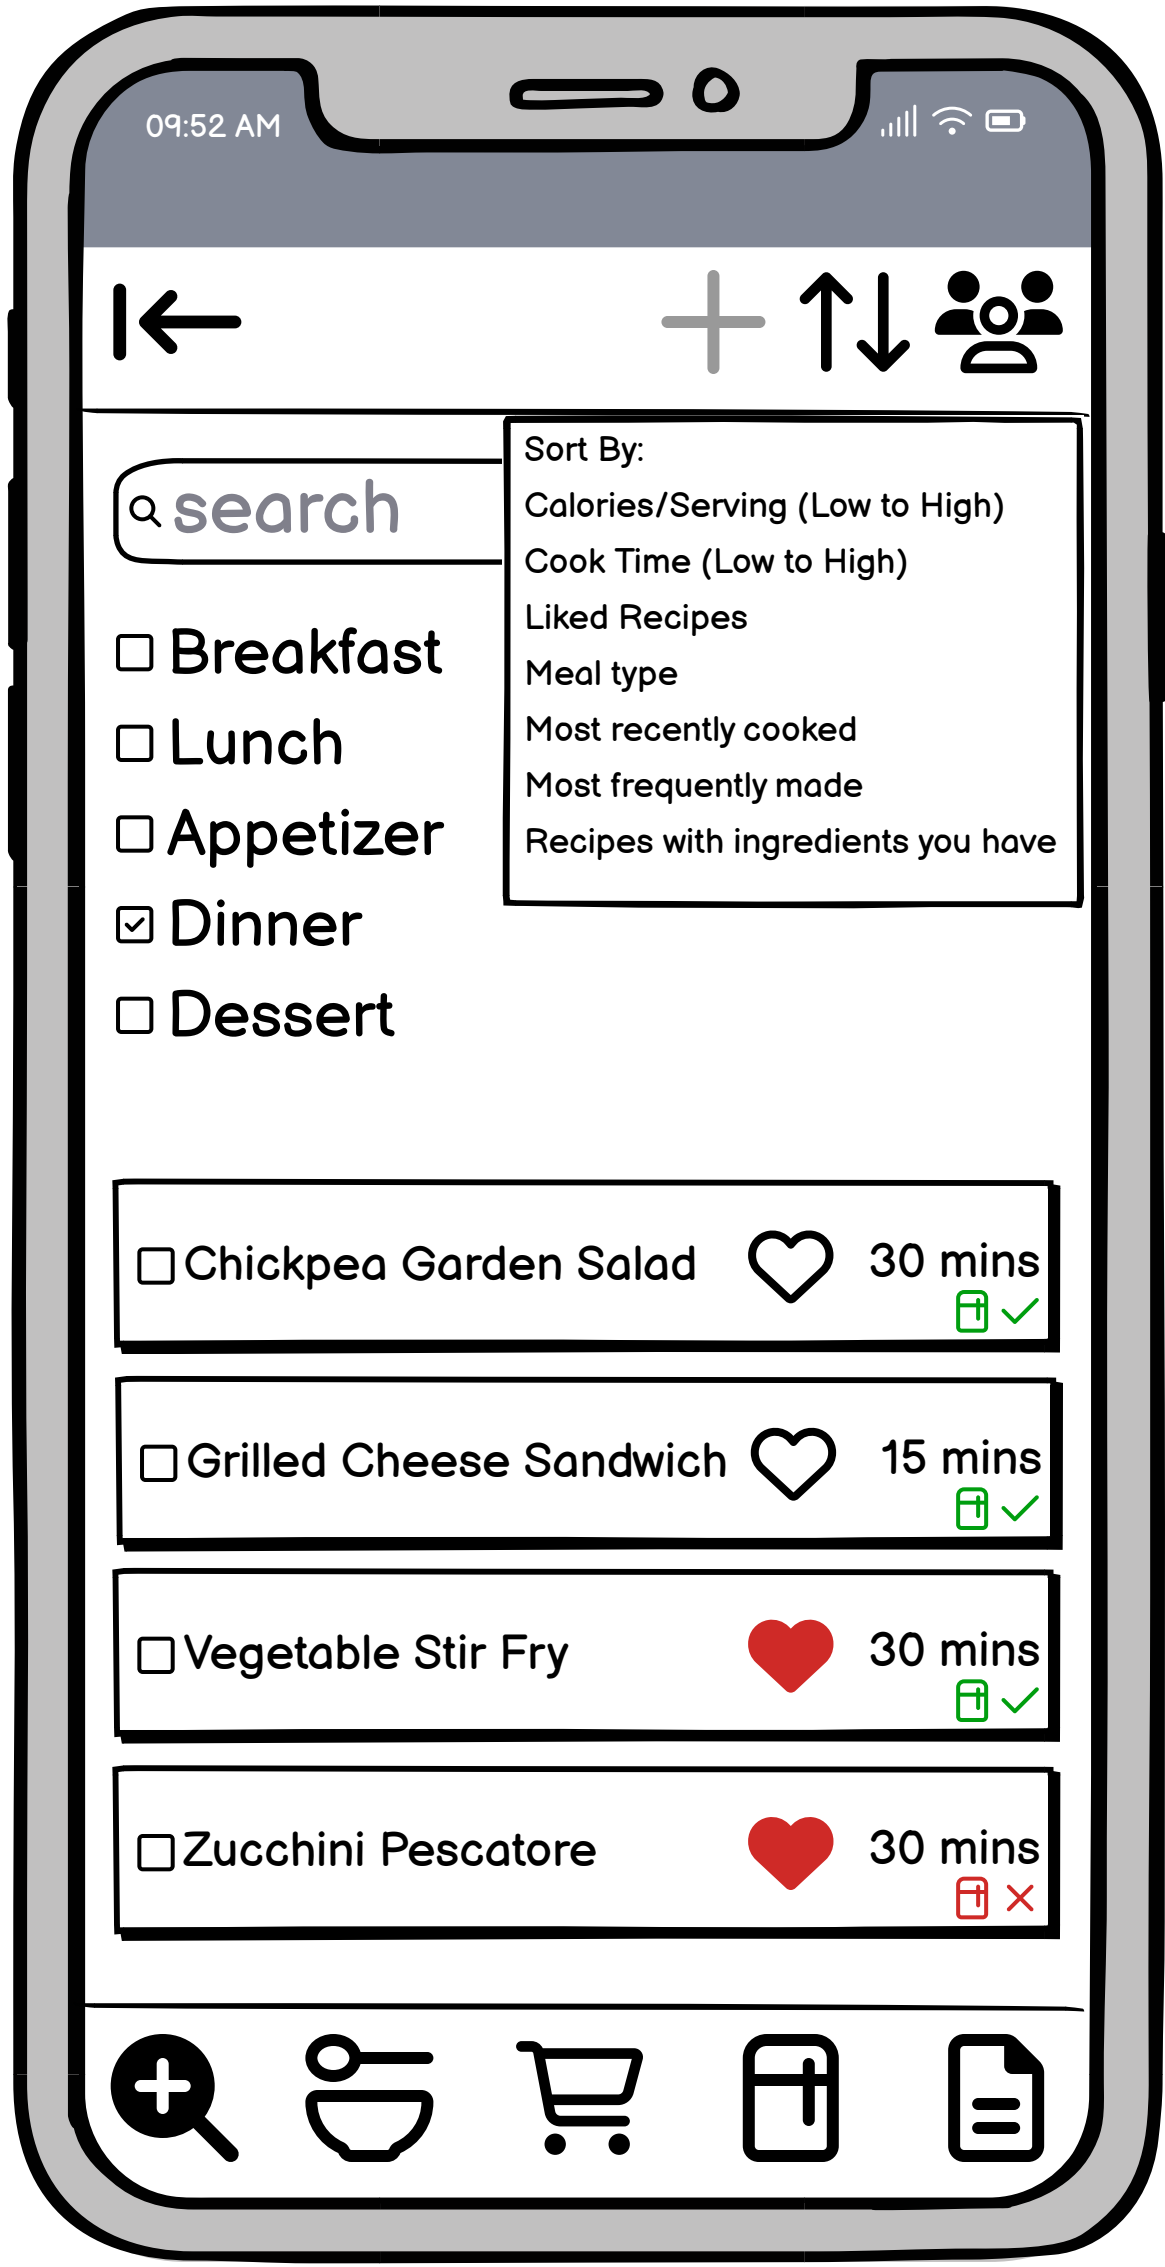 09:52 AM
search
Sort By:
Calories/Serving (Low to High)
Cook Time (Low to High)
Liked Recipes
Meal type
Most recently cooked
Most frequently made
Recipes with ingredients you have
Breakfast
Lunch
Appetizer
Dinner
Dessert
Chickpea Garden Salad 30 mins
Grilled Cheese Sandwich 15 mins
Vegetable Stir Fry 30 mins
Zucchini Pescatore 30 mins